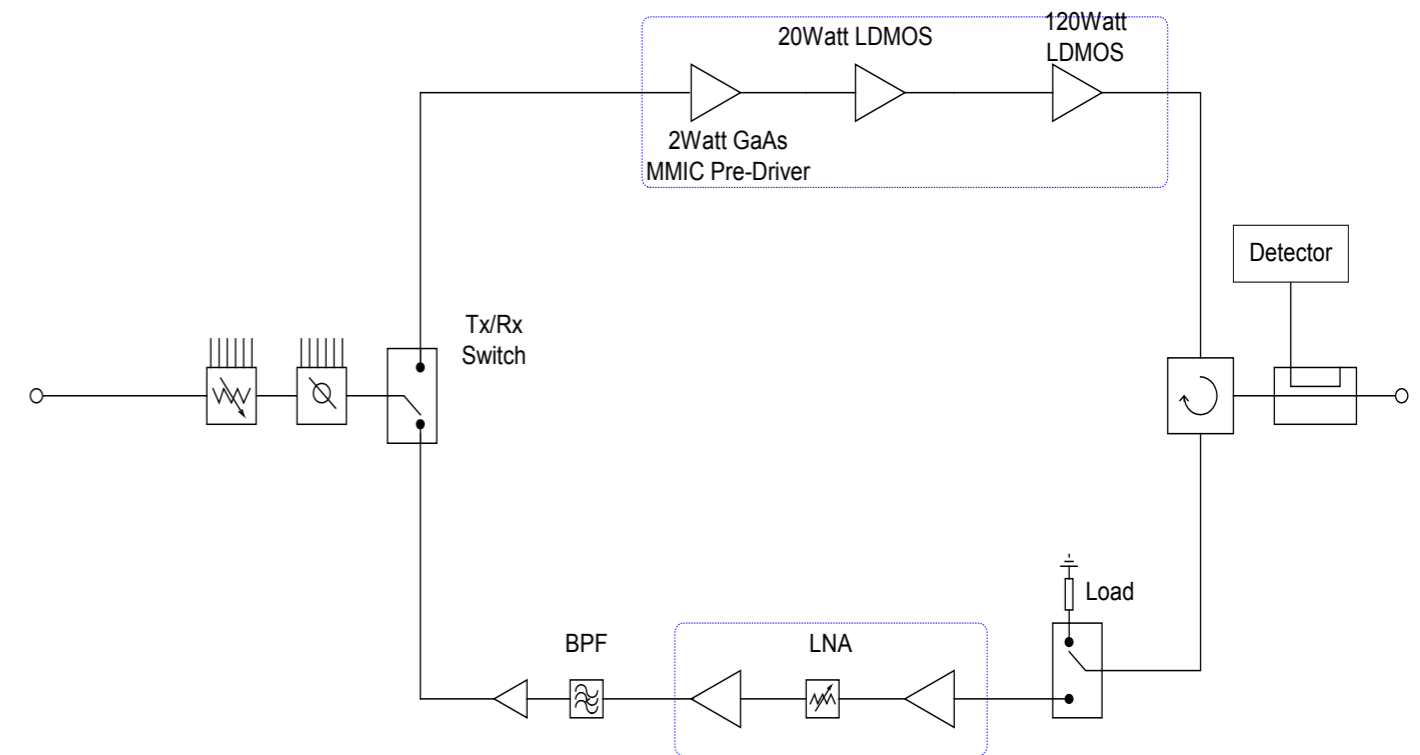 120Watt
LDMOS
20Watt LDMOS
2Watt GaAs
MMIC Pre-Driver
Detector
Tx/Rx
Switch
Load
BPF
LNA